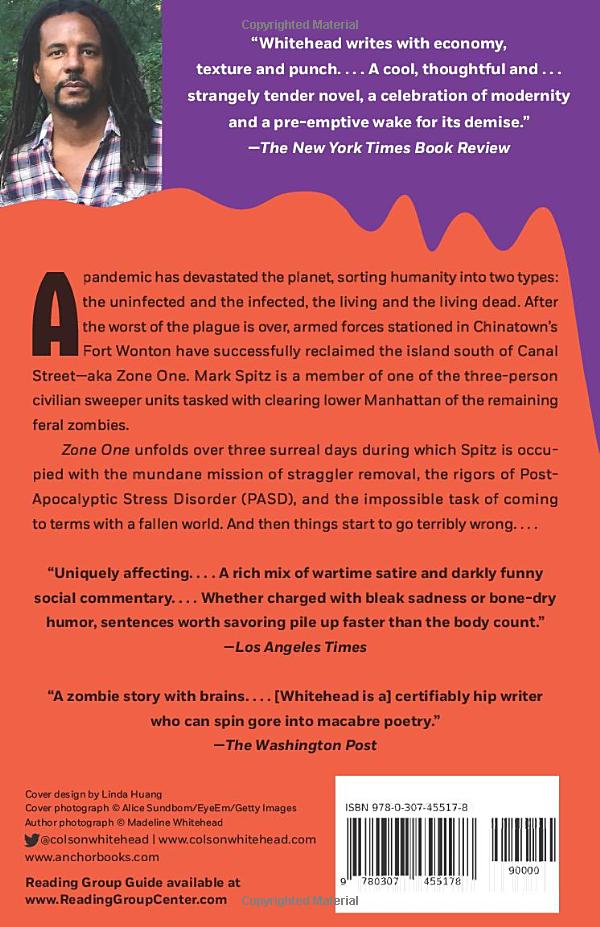 Copyrighted Material
“Whitehead writes with economy,
texture and punch. . . . A cool, thoughtful and . . .
strangely tender novel, a celebration of modernity
and a pre-emptive wake for its demise.”
—The New York Times Book Review
A pandemic has devastated the planet, sorting humanity into two types:
the uninfected and the infected, the living and the living dead. After
the worst of the plague is over, armed forces stationed in Chinatown’s
Fort Wonton have successfully reclaimed the island south of Canal
Street—aka Zone One. Mark Spitz is a member of one of the three-person
civilian sweeper units tasked with clearing lower Manhattan of the remaining
feral zombies.
Zone One unfolds over three surreal days during which Spitz is occu-
pied with the mundane mission of straggler removal, the rigors of Post-
Apocalyptic Stress Disorder (PASD), and the impossible task of coming
to terms with a fallen world. And then things start to go terribly wrong. . . .
“Uniquely affecting. . . . A rich mix of wartime satire and darkly funny
social commentary. . . . Whether charged with bleak sadness or bone-dry
humor, sentences worth savoring pile up faster than the body count.”
—Los Angeles Times
“A zombie story with brains. . . . [Whitehead is a] certifiably hip writer
who can spin gore into macabre poetry.”
—The Washington Post
Cover design by Linda Huang
Cover photograph © Alice Sundbom/EyeEm/Getty Images
Author photograph © Madeline Whitehead
@colsonwhitehead | www.colsonwhitehead.com
www.anchorbooks.com
Reading Group Guide available at
www.ReadingGroupCenter.com
ISBN 978-0-307-45517-8
9 780307 455178
90000
Copyrighted Material